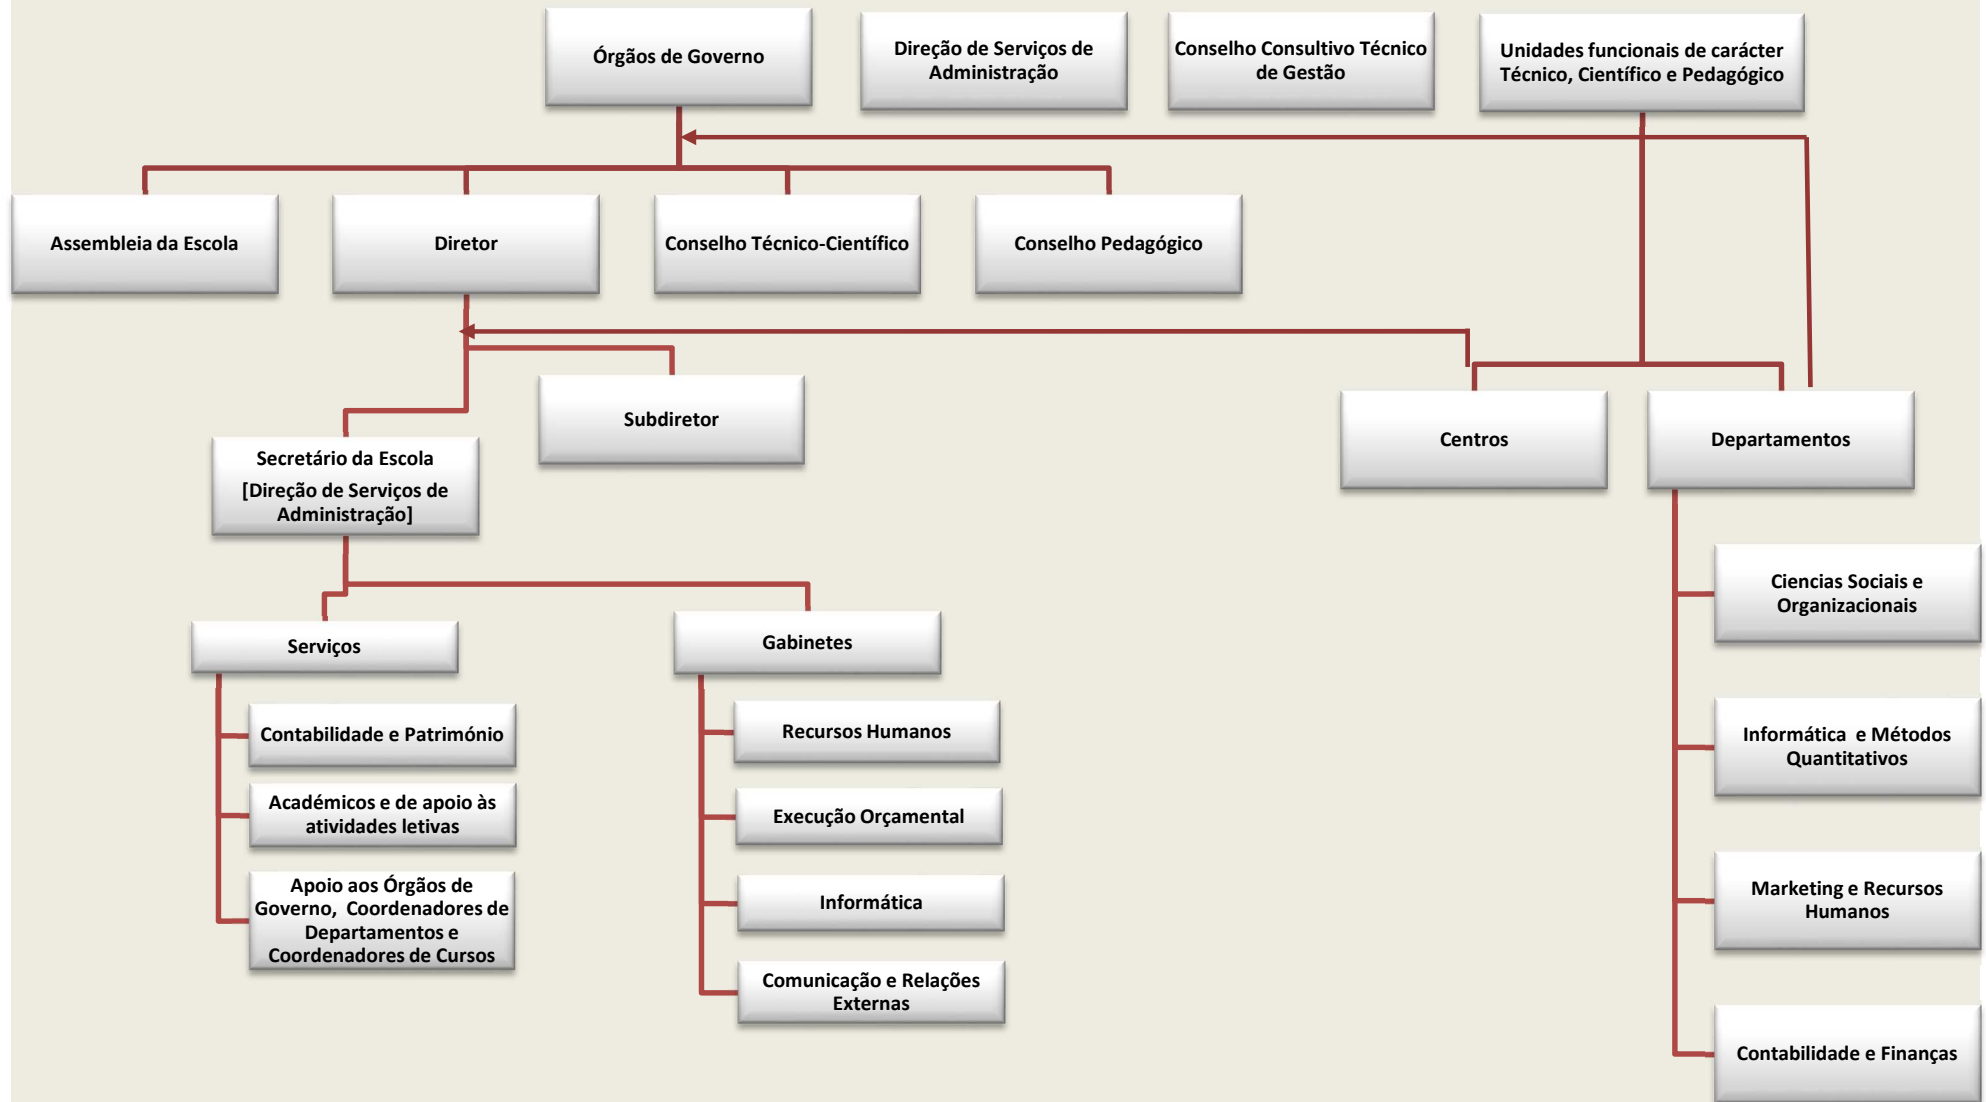 Órgãos de Governo
Direção de Serviços de
Administração
Conselho Consultivo Técnico
de Gestão
Unidades funcionais de carácter
Técnico, Científico e Pedagógico
Assembleia da Escola
Diretor
Conselho Técnico-Científico
Conselho Pedagógico
Subdiretor
Centros
Departamentos
Secretário da Escola
[Direção de Serviços de
Administração]
Serviços
Contabilidade e Património
Académicos e de apoio às
atividades letivas
Apoio aos Órgãos de
Governo,  Coordenadores de
Departamentos e
Coordenadores de Cursos
Gabinetes
Recursos Humanos
Execução Orçamental
Informática
Comunicação e Relações
Externas
Ciencias Sociais e
Organizacionais
Informática  e Métodos
Quantitativos
Marketing e Recursos
Humanos
Contabilidade e Finanças